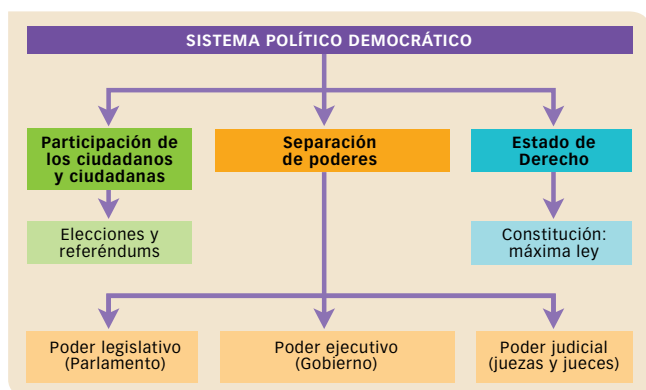 SISTEMA POLÍTICO DEMOCRÁTICO
Participación de
los ciudadanos
y ciudadanas
Separación
de poderes
Estado de
Derecho
Elecciones y
referéndums
Constitución:
máxima ley
Poder legislativo
(Parlamento)
Poder ejecutivo
(Gobierno)
Poder judicial
(juezas y jueces)